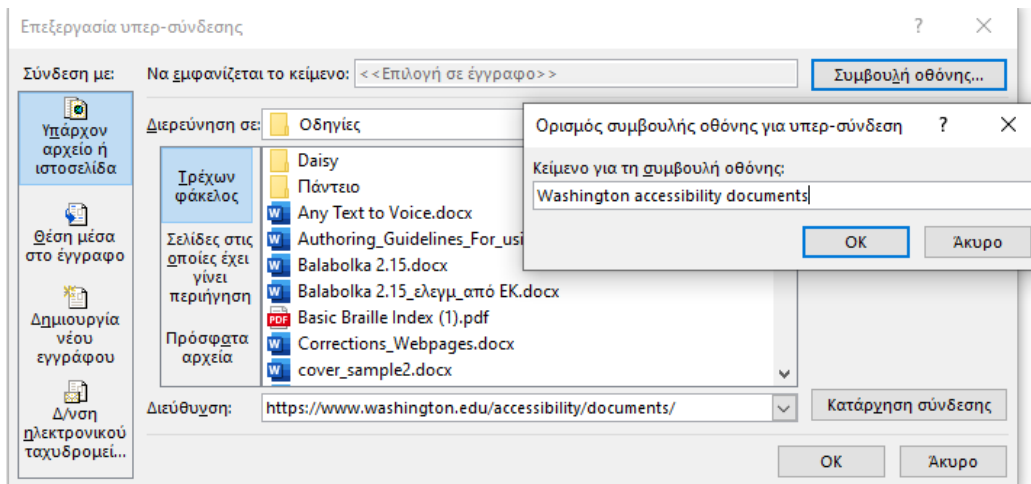 Επεξεργασία υπερ-σύνδεσης ? ×
Σύνδεση με:
Να εμφανίζεται το κείμενο: <<Επιλογή σε έγγραφο>>
Συμβουλή οθόνης...
Υπάρχον
αρχείο ή
ιστοσελίδα
Θέση μέσα
στο έγγραφο
Δημιουργία
νέου
εγγράφου
Δ/νση
ηλεκτρονικού
ταχυδρομεί...
Διερεύνηση σε: Οδηγίες
Τρέχων
φάκελος
Σελίδες στις
οποίες έχει
γίνει
περιήγηση
Πρόσφατα
αρχεία
Daisy
Πάντειο
Any Text to Voice.docx
Authoring_Guidelines_For_usi
Balabolka 2.15.docx
Balabolka 2.15_ελεγμ_από ΕΚ.docx
Basic Braille Index (1).pdf
Corrections_Webpages.docx
cover_sample2.docx
Διεύθυνση: https://www.washington.edu/accessibility/documents/
Κατάργηση σύνδεσης
OK Άκυρο
Ορισμός συμβουλής οθόνης για υπερ-σύνδεση ? ×
Κείμενο για τη συμβουλή οθόνης:
Washington accessibility documents
OK Άκυρο